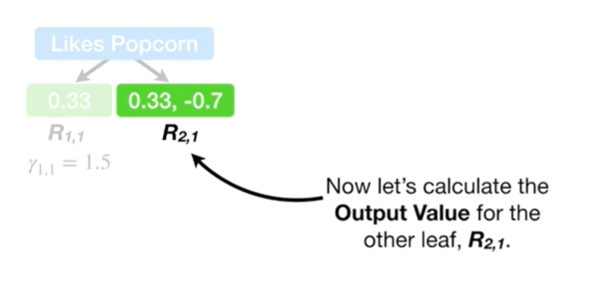 Likes Popcorn
0.33 0.33, -0.7
R1,1 R2,1
γ1,1 = 1.5
Now let's calculate the
Output Value for the
other leaf, R2,1.